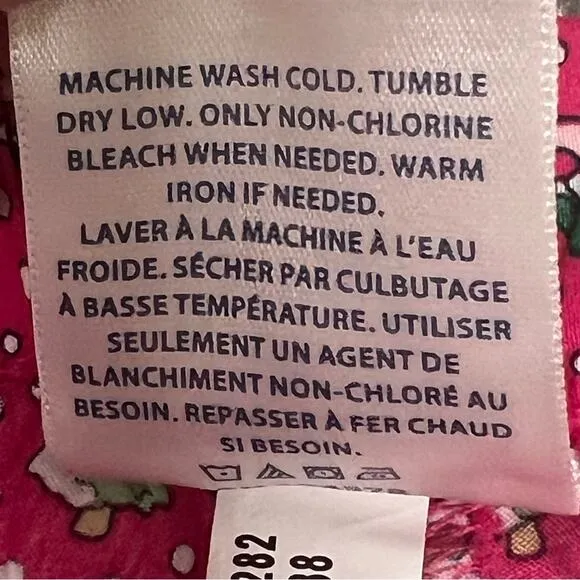 MACHINE WASH COLD. TUMBLE
DRY LOW. ONLY NON-CHLORINE
BLEACH WHEN NEEDED. WARM
IRON IF NEEDED.
LAVER À LA MACHINE À L'EAU
FROIDE. SÉCHER PAR CULBUTAGE
À BASSE TEMPÉRATURE. UTILISER
SEULEMENT UN AGENT DE
BLANCHIMENT NON-CHLORÉ AU
BESOIN. REPASSER À FER CHAUD
SI BESOIN.